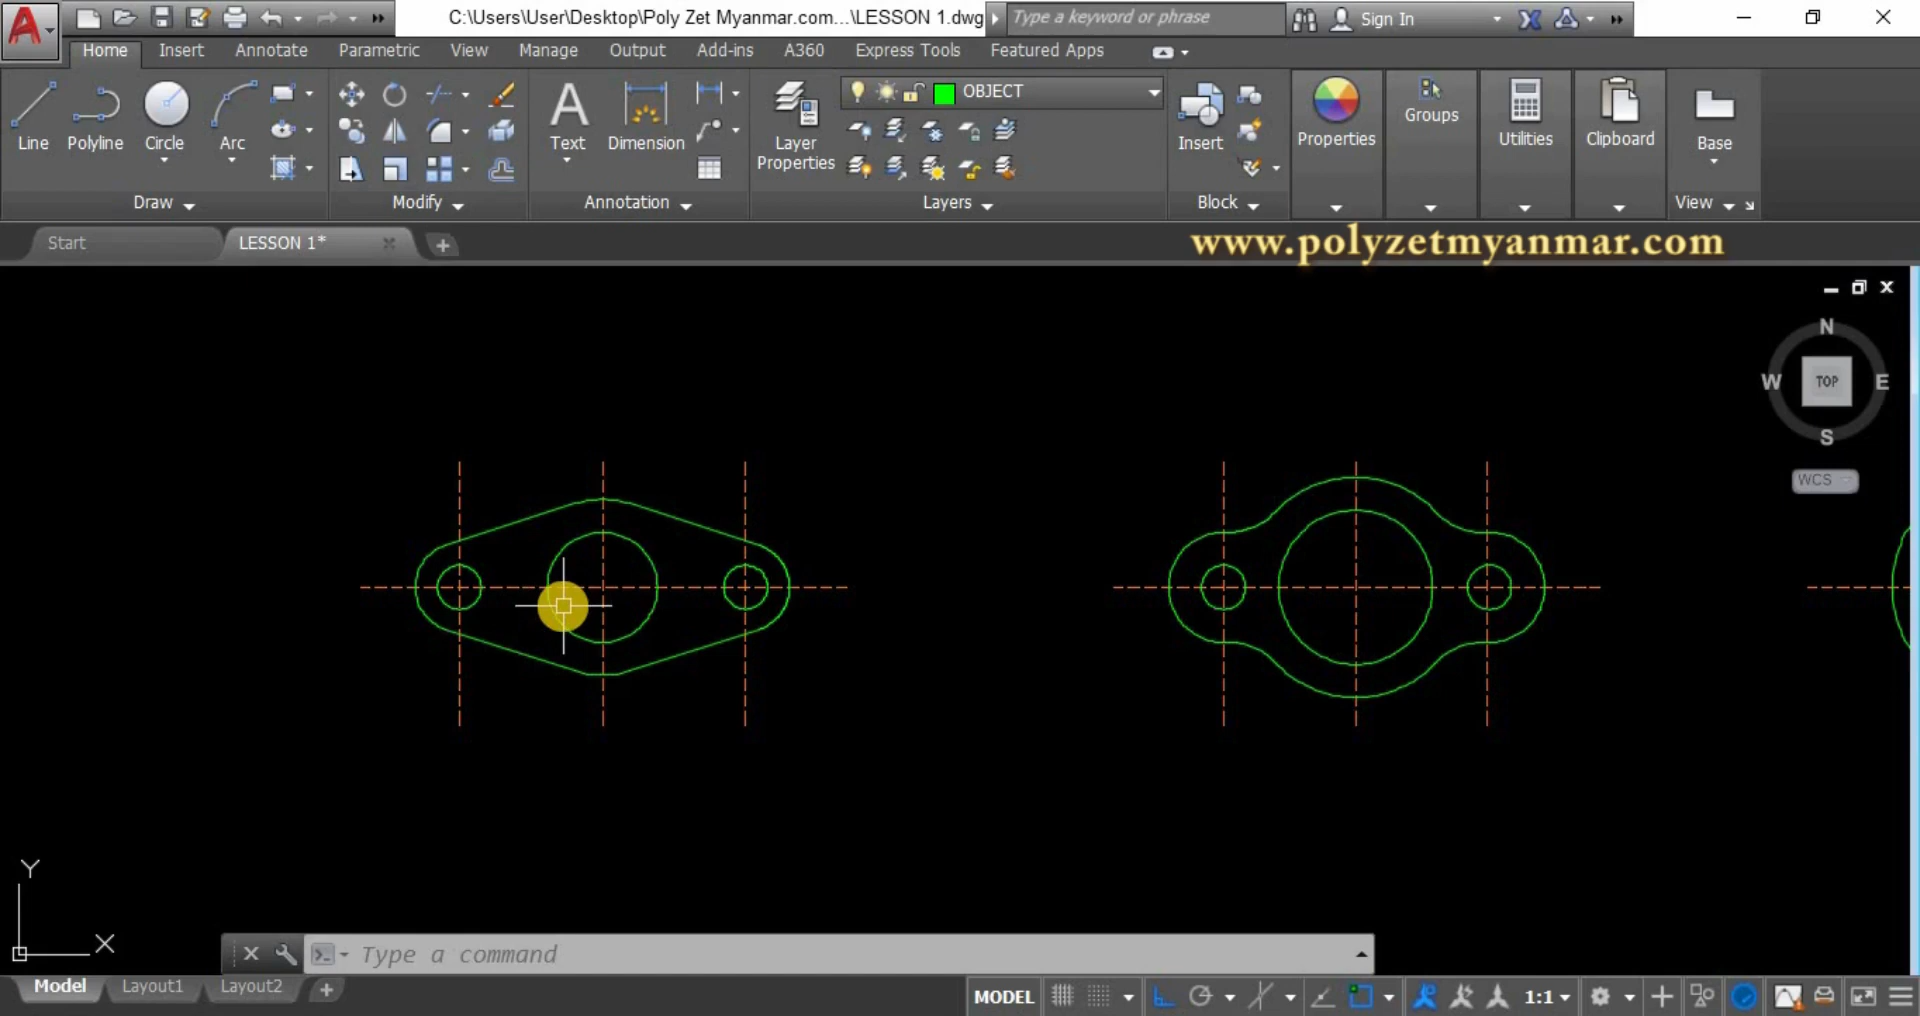 C:\Users\User\Desktop\Poly Zet Myanmar.com...\LESSON 1.dwg
Type a keyword or phrase
Sign In
Home Insert Annotate Parametric View Manage Output Add-ins A360 Express Tools Featured Apps
OBJECT
Line Polyline Circle Arc
Text Dimension
Layer Properties
Insert
Properties Groups Utilities Clipboard Base
Draw Modify Annotation Layers Block View
Start LESSON 1*
www.polyzetmyanmar.com
N
W TOP E
S
WCS
Y
X
Type a command
Model Layout1 Layout2
MODEL 1:1